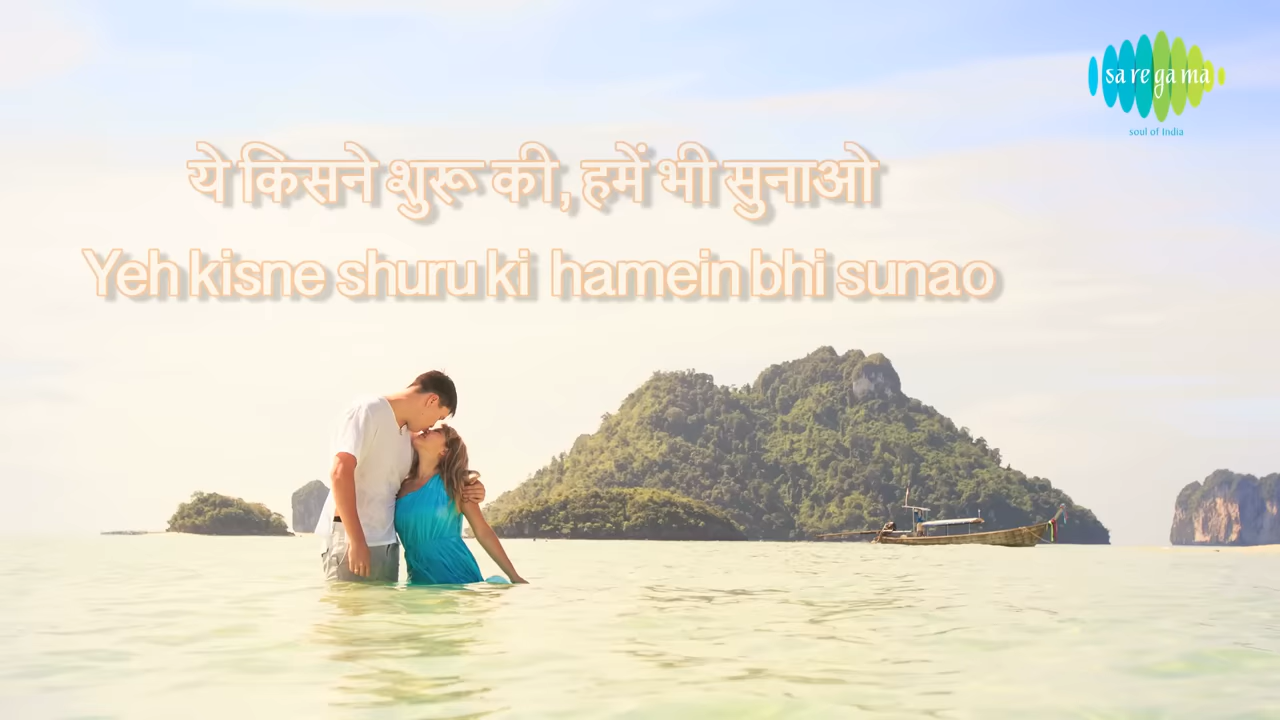 sa re ga ma
soul of India
ये किसने शुरू की, हमें भी सुनाओ
Yeh kisne shuru ki hamein bhi sunao